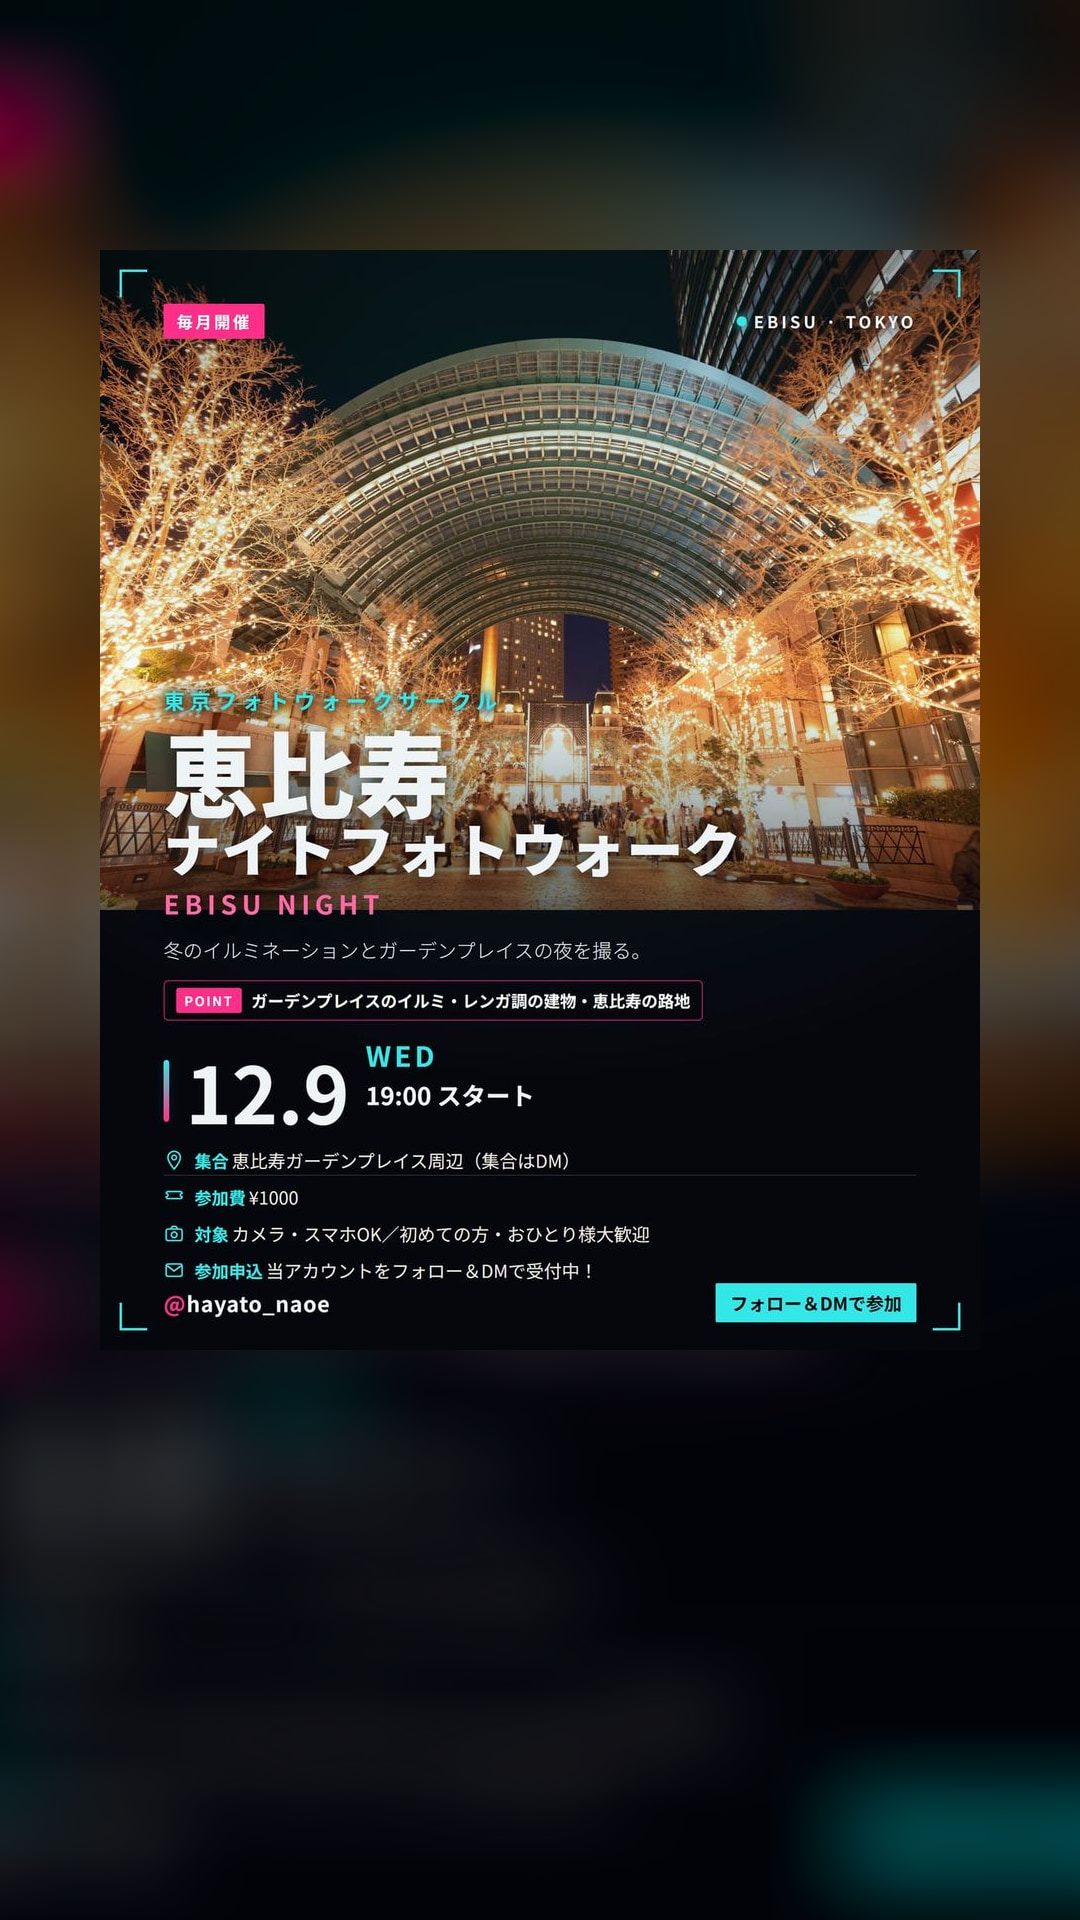 毎月開催
EBISU · TOKYO
東京フォトウォークサークル
恵比寿
ナイトフォトウォーク
EBISU NIGHT
冬のイルミネーションとガーデンプレイスの夜を撮る。
POINT ガーデンプレイスのイルミ・レンガ調の建物・恵比寿の路地
12.9
WED
19:00 スタート
集合 恵比寿ガーデンプレイス周辺（集合はDM）
参加費 ¥1000
対象 カメラ・スマホOK／初めての方・おひとり様大歓迎
参加申込 当アカウントをフォロー＆DMで受付中！
@hayato_naoe
フォロー＆DMで参加